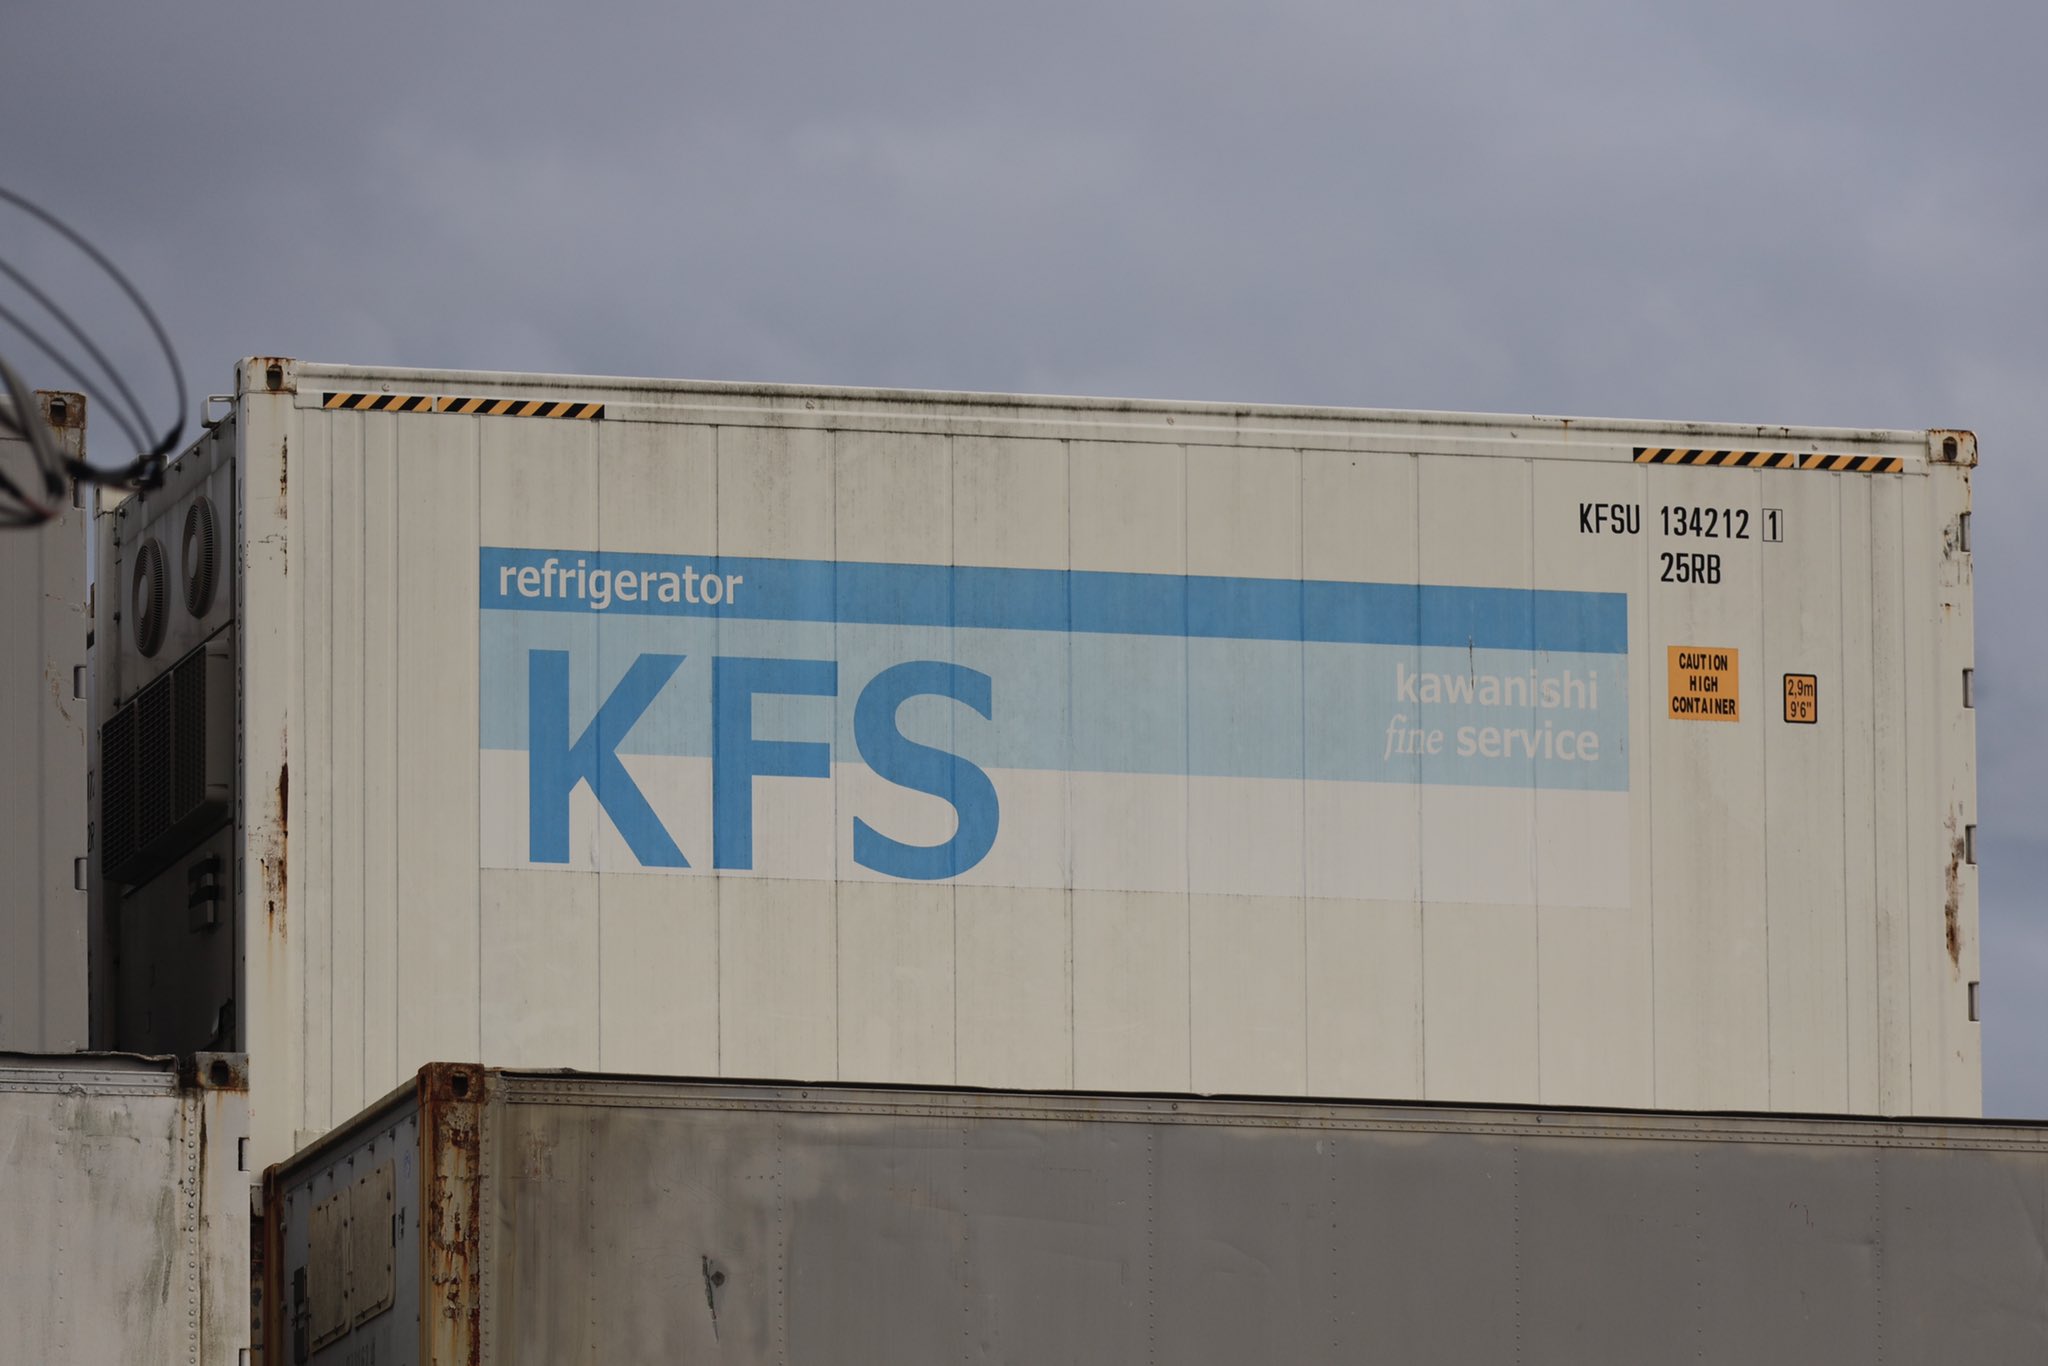 KFSU 134212 1
25RB
refrigerator
KFS
kawanishi
fine service
CAUTION
HIGH
CONTAINER
2,9m
9'6"